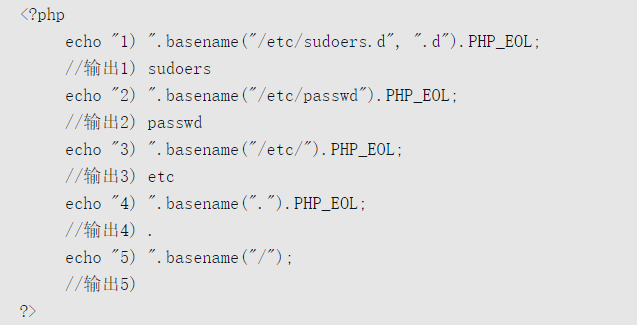 <?php
echo "1) ".basename("/etc/sudoers.d", ".d").PHP_EOL;
//输出1) sudoers
echo "2) ".basename("/etc/passwd").PHP_EOL;
//输出2) passwd
echo "3) ".basename("/etc/").PHP_EOL;
//输出3) etc
echo "4) ".basename(".").PHP_EOL;
//输出4) .
echo "5) ".basename("/");
//输出5)
?>